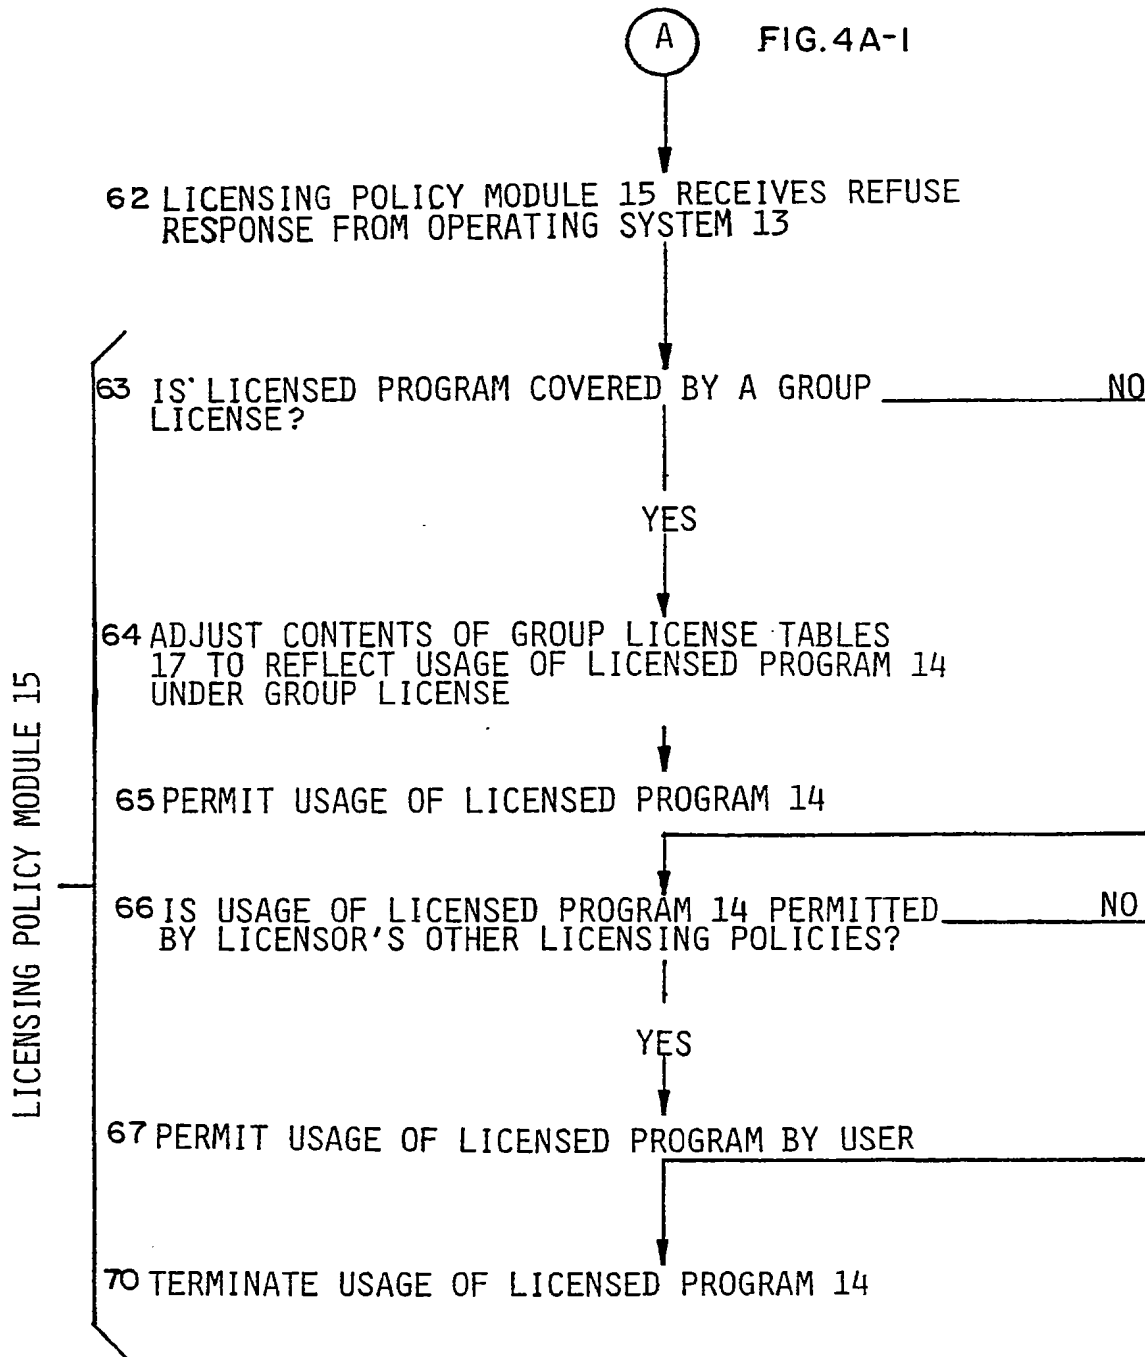 A
FIG.4A-1
62 LICENSING POLICY MODULE 15 RECEIVES REFUSE
RESPONSE FROM OPERATING SYSTEM 13
63 IS LICENSED PROGRAM COVERED BY A GROUP NO
LICENSE?
YES
64 ADJUST CONTENTS OF GROUP LICENSE TABLES
17 TO REFLECT USAGE OF LICENSED PROGRAM 14
UNDER GROUP LICENSE
65 PERMIT USAGE OF LICENSED PROGRAM 14
66 IS USAGE OF LICENSED PROGRAM 14 PERMITTED NO
BY LICENSOR'S OTHER LICENSING POLICIES?
YES
67 PERMIT USAGE OF LICENSED PROGRAM BY USER
70 TERMINATE USAGE OF LICENSED PROGRAM 14
LICENSING POLICY MODULE 15